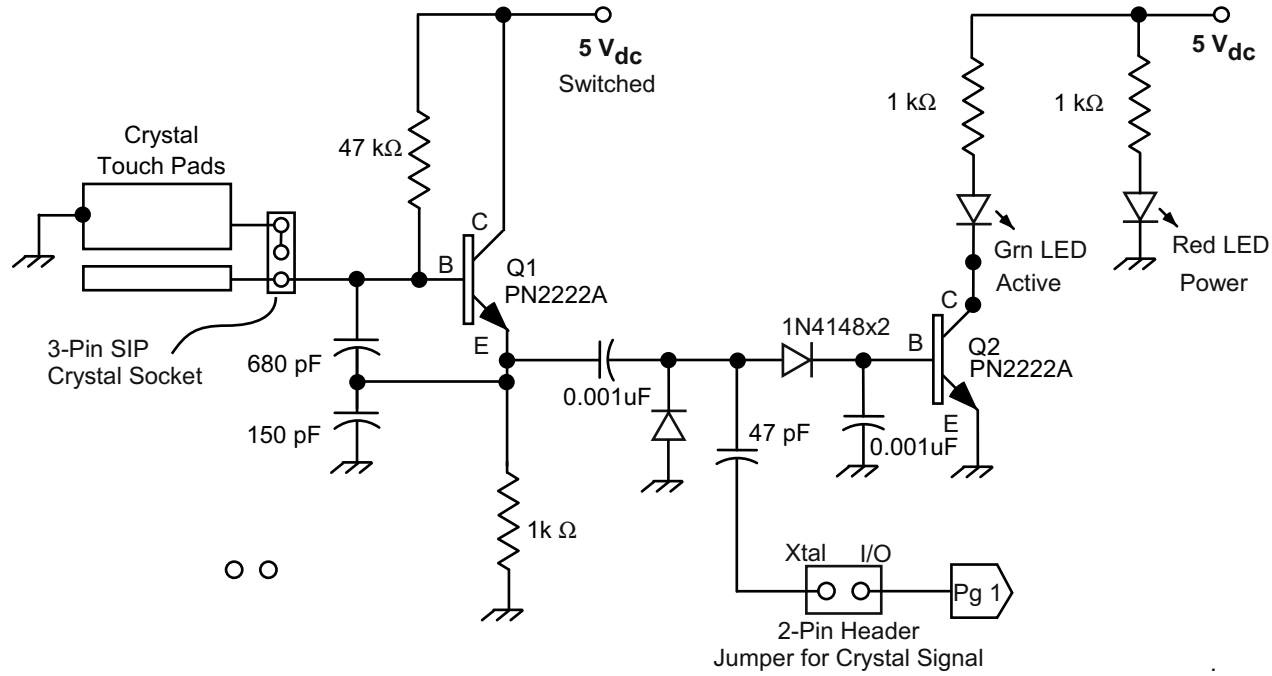 5 Vdc
Switched
5 Vdc
1 kΩ
1 kΩ
Crystal
Touch Pads
47 kΩ
C
B
Q1
PN2222A
E
Grn LED
Active
Red LED
Power
3-Pin SIP
Crystal Socket
680 pF
150 pF
0.001uF
1N4148x2
C
B
Q2
PN2222A
E
47 pF
0.001uF
1k Ω
Xtal
I/O
Pg 1
2-Pin Header
Jumper for Crystal Signal